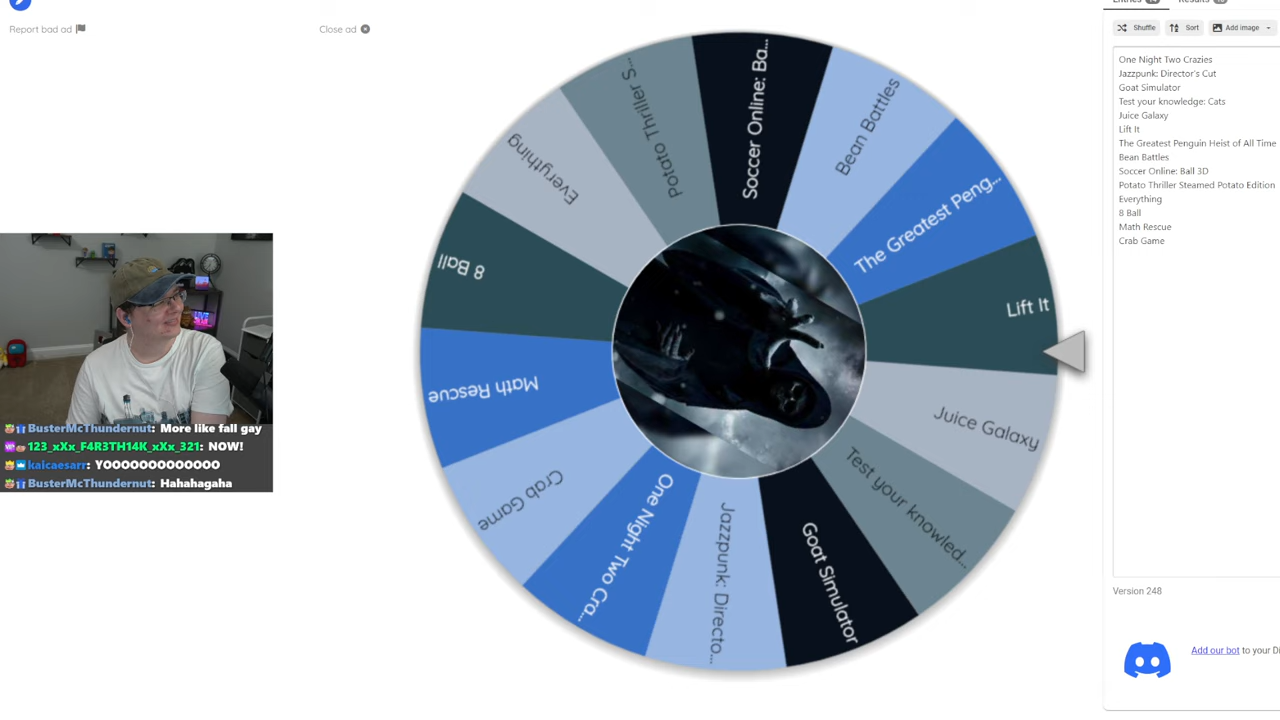 Report bad ad
Close ad
Shuffle
Sort
Add image
One Night Two Crazies
Jazzpunk: Director's Cut
Goat Simulator
Test your knowledge: Cats
Juice Galaxy
Lift It
The Greatest Penguin Heist of All Time
Bean Battles
Soccer Online: Ball 3D
Potato Thriller Steamed Potato Edition
Everything
8 Ball
Math Rescue
Crab Game
Soccer Online: Ba...
Bean Battles
The Greatest Peng...
Lift It
Juice Galaxy
Test your knowled...
Goat Simulator
Jazzpunk: Directo...
One Night Two Cra...
Crab Game
Math Rescue
8 Ball
Everything
Potato Thriller S...
BusterMcThundernut: More like fall gay
123_xXx_F4R3TH14K_xXx_321: NOW!
kaicaesarr: YOOOOOOOOOOOOO
BusterMcThundernut: Hahahagaha
Version 248
Add our bot to your Di